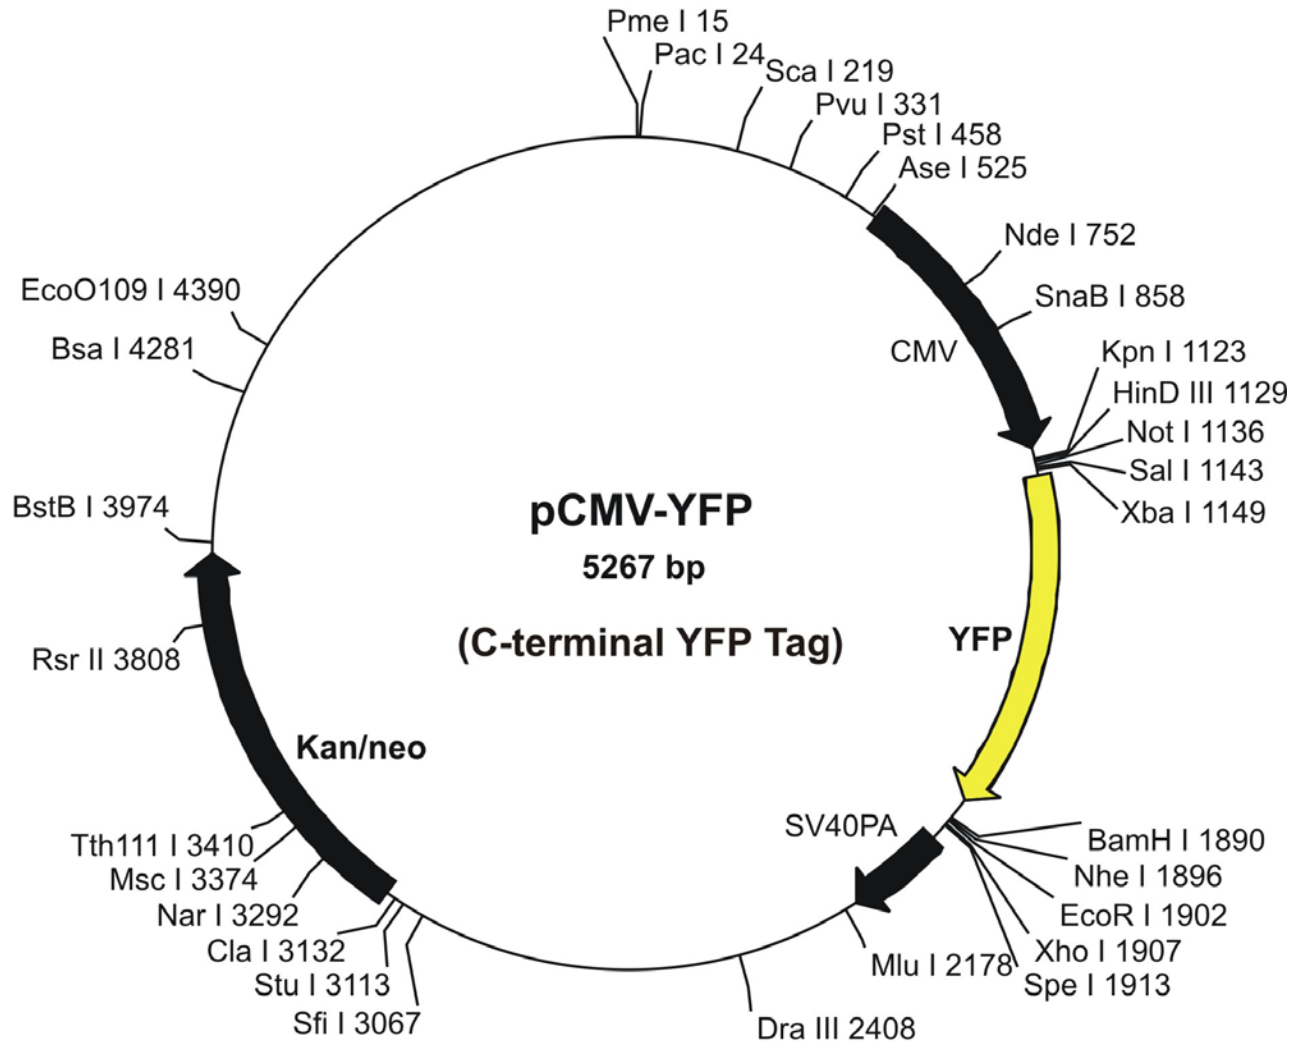 Pme I 15
Pac I 24
Sca I 219
Pvu I 331
Pst I 458
Ase I 525
Nde I 752
SnaB I 858
CMV
Kpn I 1123
HinD III 1129
Not I 1136
Sal I 1143
Xba I 1149
EcoO109 I 4390
Bsa I 4281
BstB I 3974
pCMV-YFP
5267 bp
(C-terminal YFP Tag)
YFP
Rsr II 3808
Kan/neo
SV40PA
Tth111 I 3410
Msc I 3374
Nar I 3292
Cla I 3132
Stu I 3113
Sfi I 3067
BamH I 1890
Nhe I 1896
EcoR I 1902
Xho I 1907
Spe I 1913
Mlu I 2178
Dra III 2408